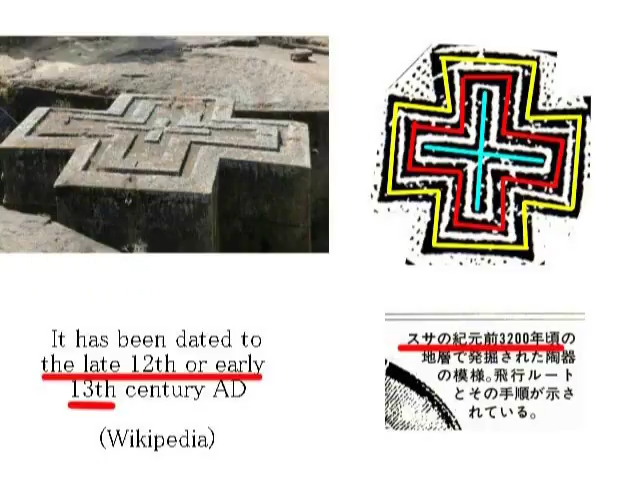 It has been dated to
the late 12th or early
13th century AD
(Wikipedia)
スサの紀元前3200年頃の
地層で発掘された陶器
の模様。飛行ルート
とその手順が示さ
れている。